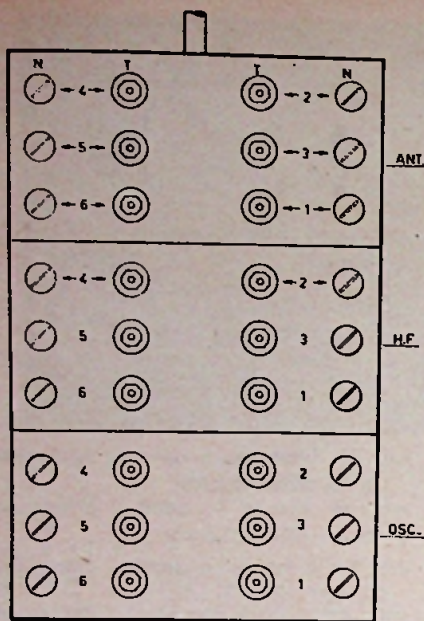 N T T N
←4→ ←2→
←5→ ←3→
ANT
←6→ ←1→
←4→ ←2→
5 3
H.F
6 1
4 2
5 3
OSC.
6 1